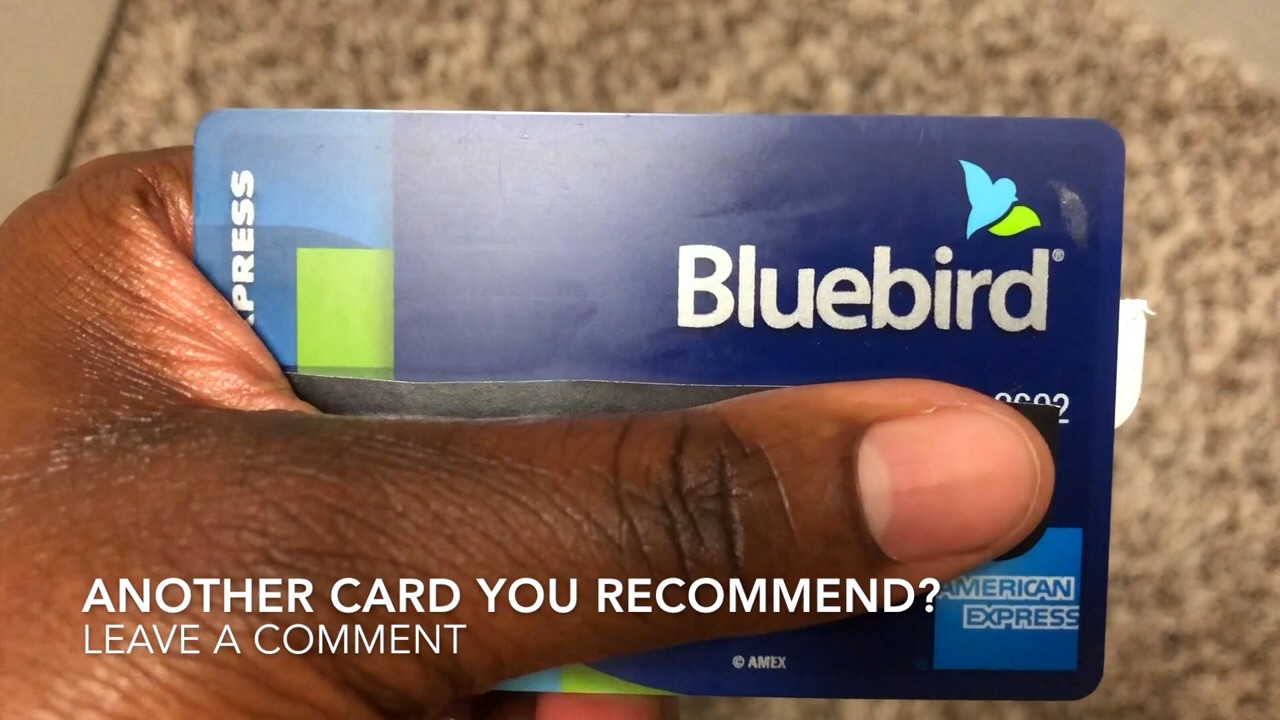 Bluebird®
AMERICAN
EXPRESS
© AMEX
ANOTHER CARD YOU RECOMMEND?
LEAVE A COMMENT